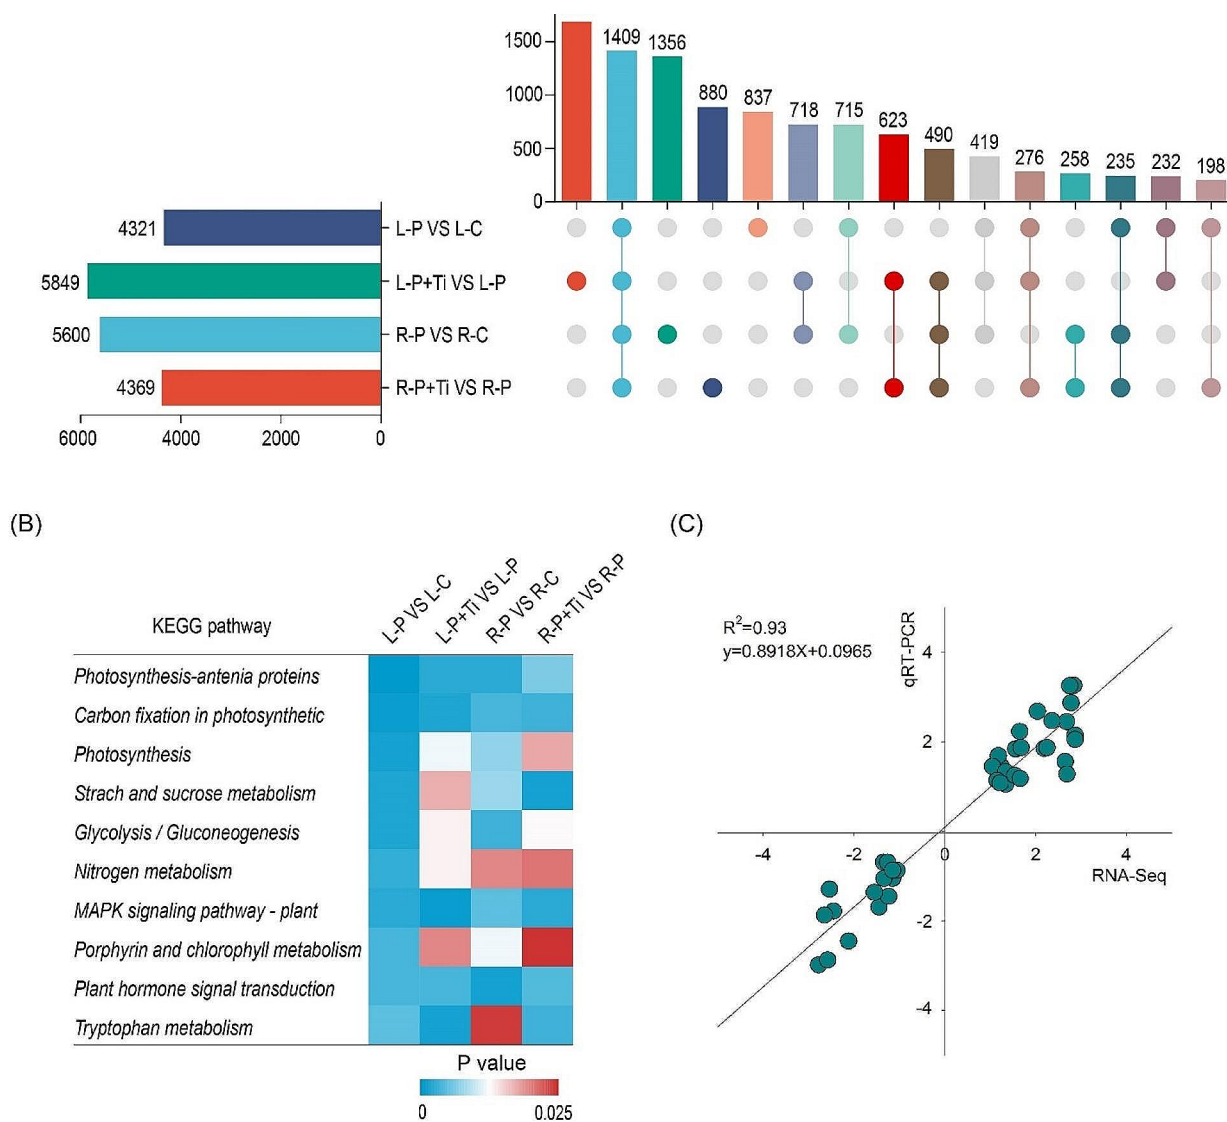 1500
1000
500
0
1409
1356
880
837
718
715
623
490
419
276
258
235
232
198
4321
L-P VS L-C
5849
L-P+Ti VS L-P
5600
R-P VS R-C
4369
R-P+Ti VS R-P
6000 4000 2000 0
(B)
KEGG pathway
L-P VS L-C
L-P+Ti VS L-P
R-P VS R-C
R-P+Ti VS R-P
Photosynthesis-antenia proteins
Carbon fixation in photosynthetic
Photosynthesis
Strach and sucrose metabolism
Glycolysis / Gluconeogenesis
Nitrogen metabolism
MAPK signaling pathway - plant
Porphyrin and chlorophyll metabolism
Plant hormone signal transduction
Tryptophan metabolism
P value
0 0.025
(C)
R²=0.93
y=0.8918X+0.0965
qRT-PCR
4
2
-4 -2 0 2 4
RNA-Seq
-2
-4